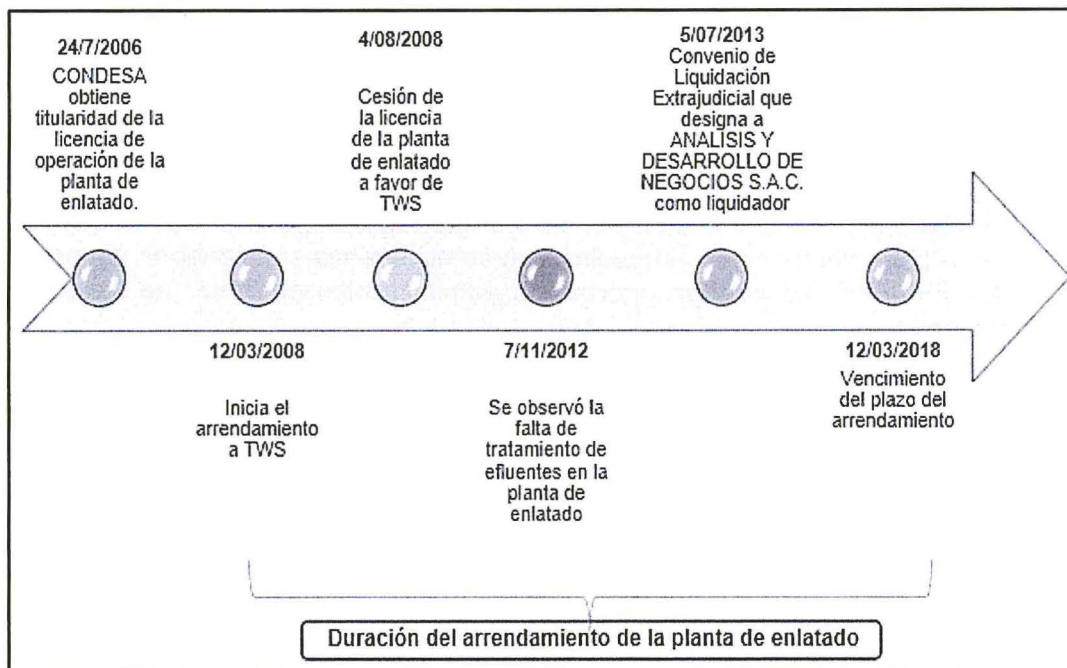 24/7/2006
CONDESA
obtiene
titularidad de la
licencia de
operación de la
planta de
enlatado.
4/08/2008
Cesión de
la licencia
de la planta
de enlatado
a favor de
TWS
5/07/2013
Convenio de
Liquidación
Extrajudicial que
designa a
ANALISIS Y
DESARROLLO DE
NEGOCIOS S.A.C.
como liquidador
12/03/2008
Inicia el
arrendamiento
a TWS
7/11/2012
Se observó la
falta de
tratamiento de
efluentes en la
planta de
enlatado
12/03/2018
Vencimiento
del plazo del
arrendamiento
Duración del arrendamiento de la planta de enlatado